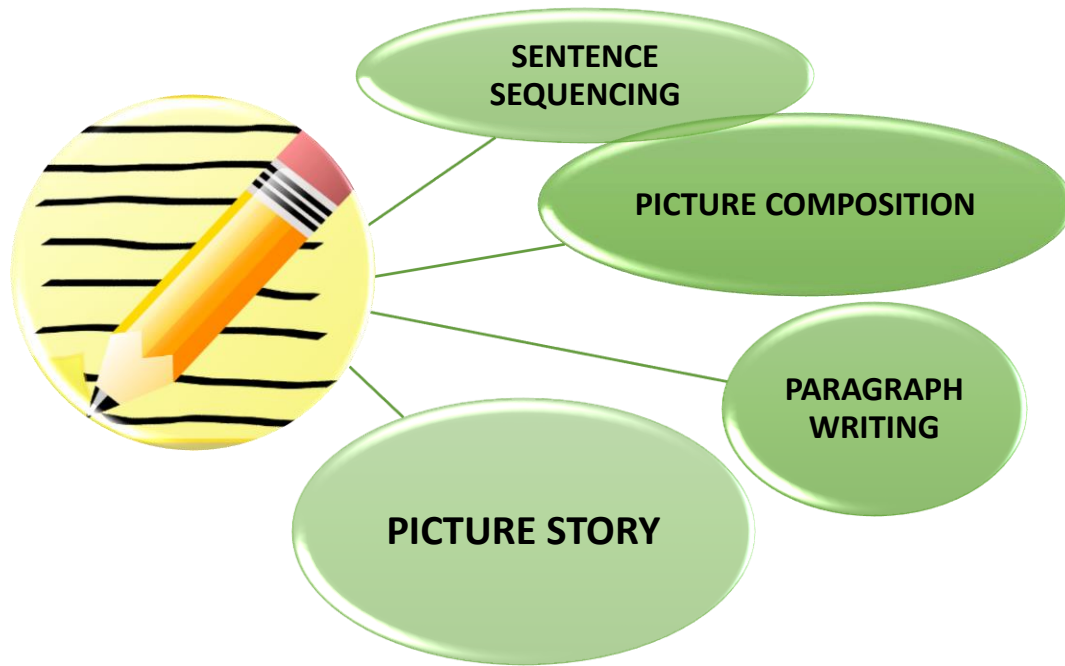 SENTENCE
SEQUENCING
PICTURE COMPOSITION
PARAGRAPH
WRITING
PICTURE STORY